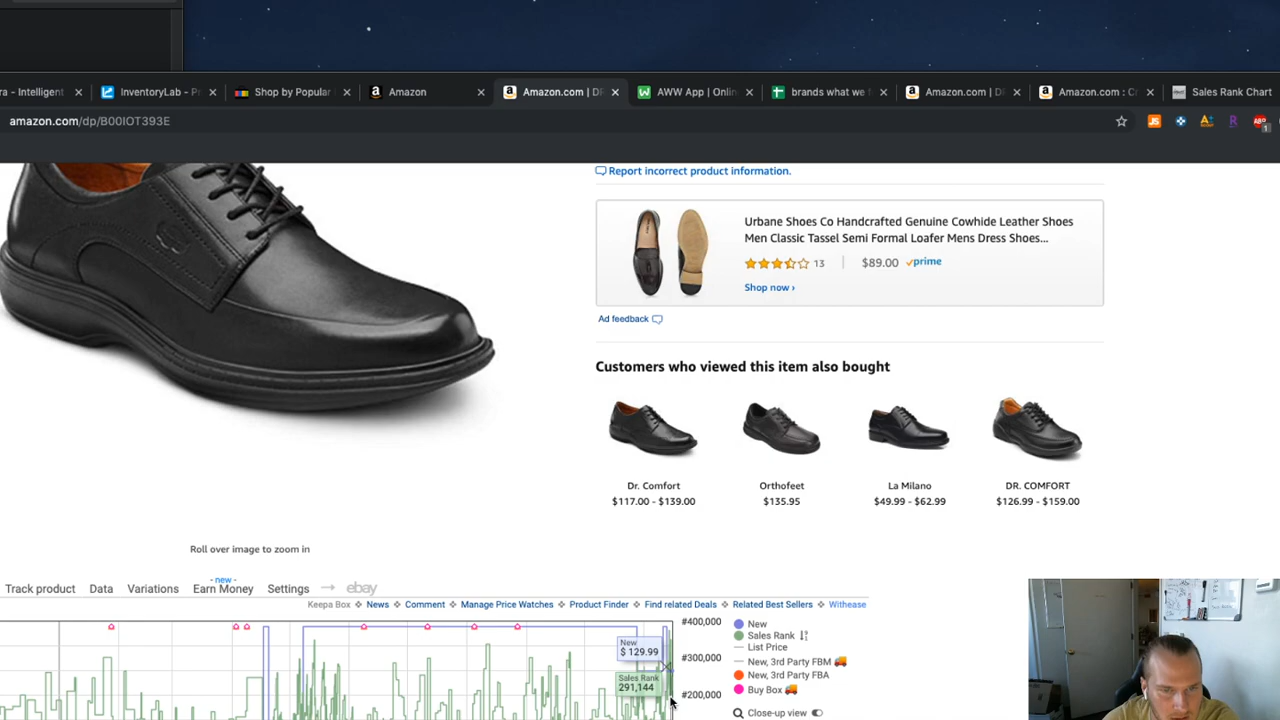 ra - Intelligent
InventoryLab - Pr
Shop by Popular
Amazon
Amazon.com | DR
AWW App | Onlin
brands what we f
Amazon.com | DR
Amazon.com : Cr
Sales Rank Chart
amazon.com/dp/B00IOT393E
Report incorrect product information.
Urbane Shoes Co Handcrafted Genuine Cowhide Leather Shoes
Men Classic Tassel Semi Formal Loafer Mens Dress Shoes...
13 | $89.00 prime
Shop now ›
Ad feedback
Customers who viewed this item also bought
Dr. Comfort
$117.00 - $139.00
Orthofeet
$135.95
La Milano
$49.99 - $62.99
DR. COMFORT
$126.99 - $159.00
Roll over image to zoom in
Track product Data Variations Earn Money - new - Settings ebay
Keepa Box News Comment Manage Price Watches Product Finder Find related Deals Related Best Sellers Withease
#400,000
#300,000
#200,000
New
$ 129.99
Sales Rank
291,144
New
Sales Rank
List Price
New, 3rd Party FBM
New, 3rd Party FBA
Buy Box
Close-up view